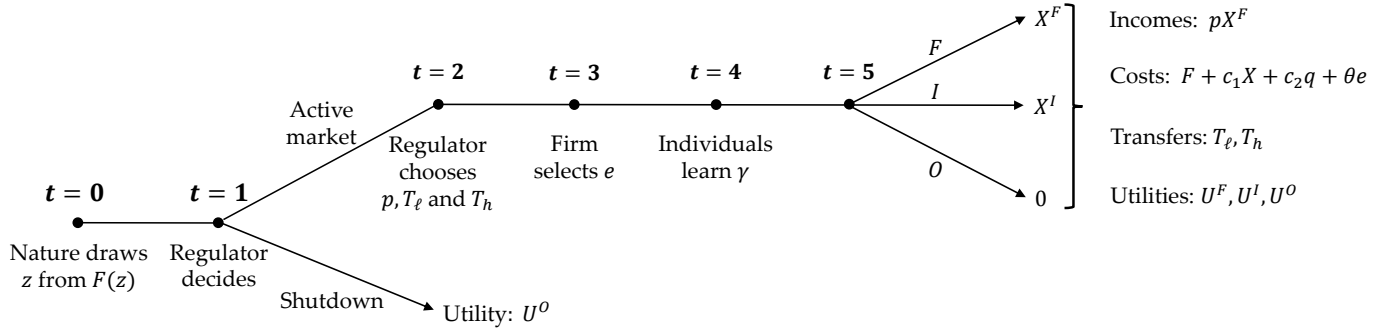 t = 0
Nature draws
z from F(z)
t = 1
Regulator
decides
Active
market
Shutdown
Utility: U^O
t = 2
Regulator
chooses
p, T_ℓ and T_h
t = 3
Firm
selects e
t = 4
Individuals
learn γ
t = 5
F
I
O
X^F
X^I
0
Incomes: pX^F
Costs: F + c_1X + c_2q + θe
Transfers: T_ℓ, T_h
Utilities: U^F, U^I, U^O